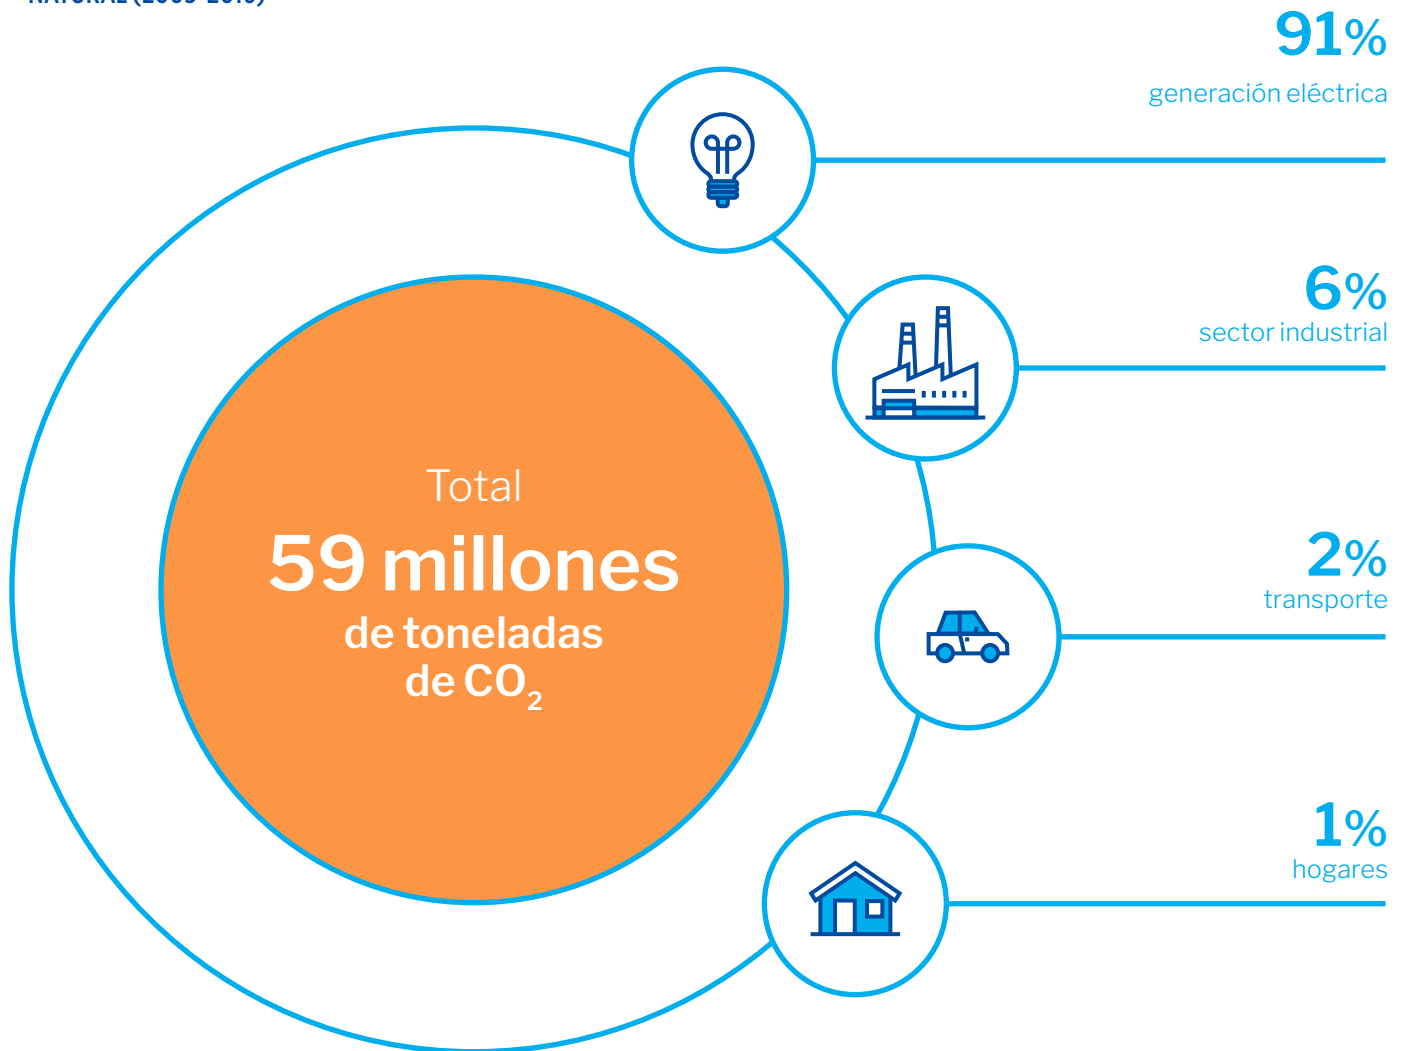 91%
generación eléctrica
6%
sector industrial
Total
59 millones
de toneladas
de CO₂
2%
transporte
1%
hogares